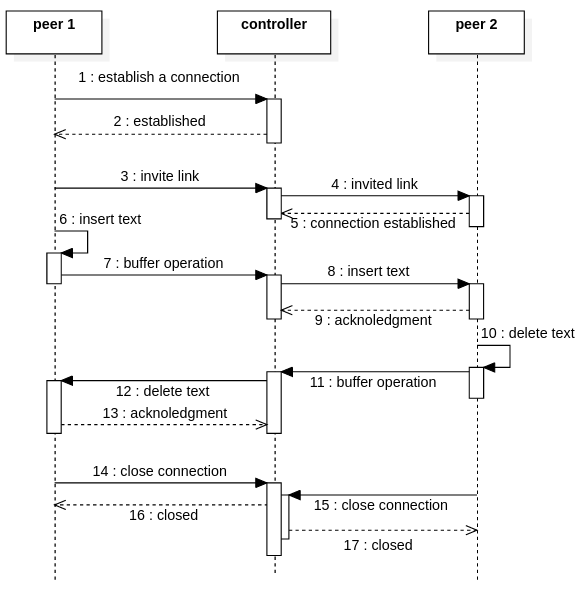 peer 1
controller
peer 2
1 : establish a connection
2 : established
3 : invite link
4 : invited link
5 : connection established
6 : insert text
7 : buffer operation
8 : insert text
9 : acknoledgment
10 : delete text
11 : buffer operation
12 : delete text
13 : acknoledgment
14 : close connection
15 : close connection
16 : closed
17 : closed